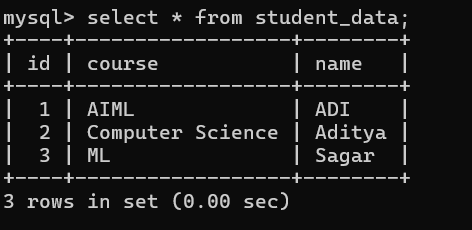 mysql> select * from student_data;
+----+------------------+--------+
| id | course           | name   |
+----+------------------+--------+
|  1 | AIML             | ADI    |
|  2 | Computer Science | Aditya |
|  3 | ML               | Sagar  |
+----+------------------+--------+
3 rows in set (0.00 sec)